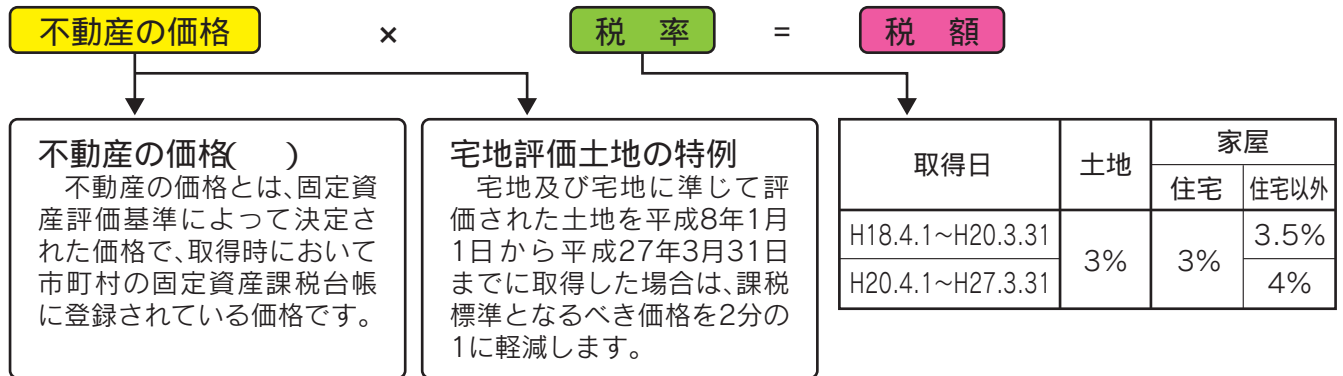 不動産の価格 × 税 率 = 税 額
不動産の価格(　)
不動産の価格とは、固定資
産評価基準によって決定さ
れた価格で、取得時において
市町村の固定資産課税台帳
に登録されている価格です。
宅地評価土地の特例
宅地及び宅地に準じて評
価された土地を平成8年1月
1日から平成27年3月31日
までに取得した場合は、課税
標準となるべき価格を2分の
1に軽減します。
取得日 土地 家屋
住宅 住宅以外
H18.4.1~H20.3.31 3% 3% 3.5%
H20.4.1~H27.3.31 4%